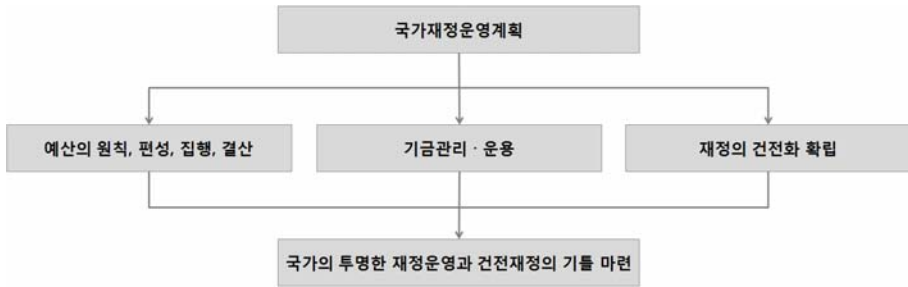 국가재정운영계획
예산의 원칙, 편성, 집행, 결산
기금관리 · 운용
재정의 건전화 확립
국가의 투명한 재정운영과 건전재정의 기틀 마련